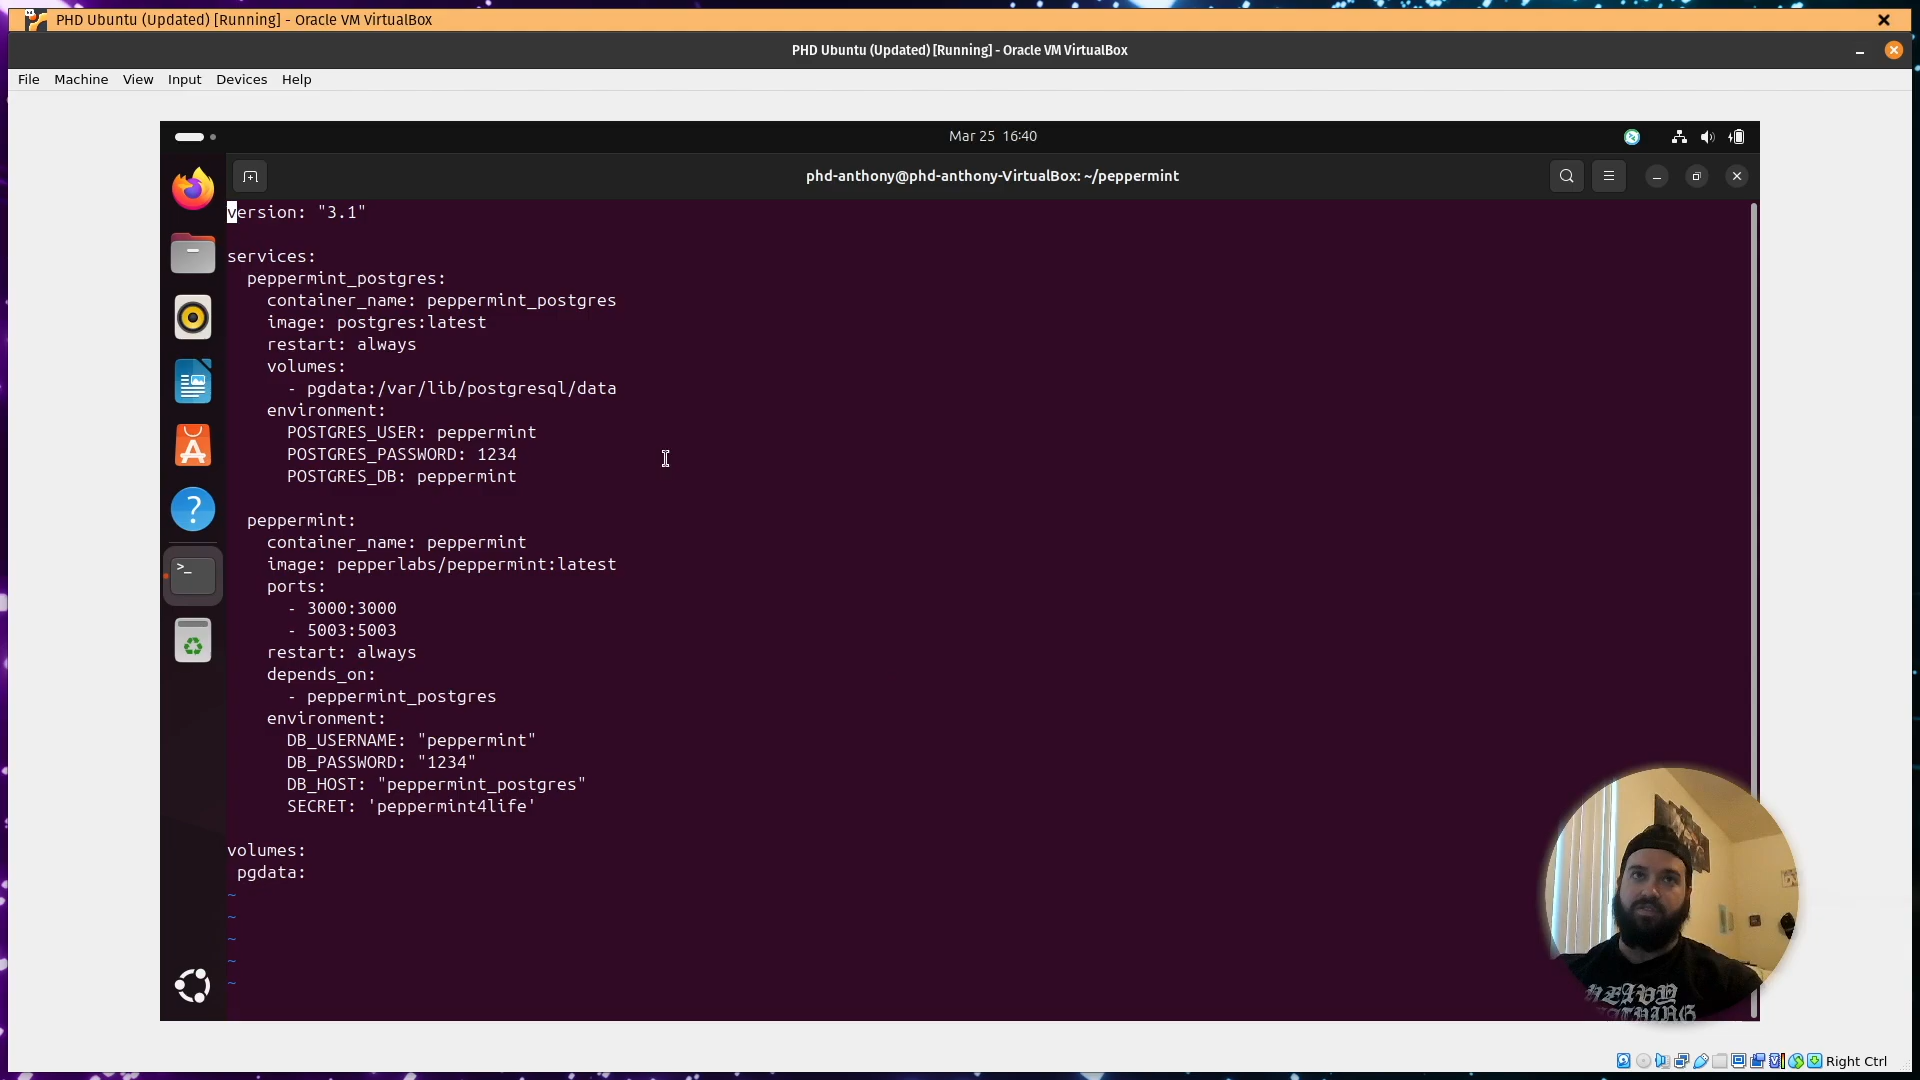 PHD Ubuntu (Updated) [Running] - Oracle VM VirtualBox
PHD Ubuntu (Updated) [Running] - Oracle VM VirtualBox
File Machine View Input Devices Help
Mar 25 16:40
phd-anthony@phd-anthony-VirtualBox: ~/peppermint
version: "3.1"
services:
peppermint_postgres:
container_name: peppermint_postgres
image: postgres:latest
restart: always
volumes:
- pgdata:/var/lib/postgresql/data
environment:
POSTGRES_USER: peppermint
POSTGRES_PASSWORD: 1234
POSTGRES_DB: peppermint
peppermint:
container_name: peppermint
image: pepperlabs/peppermint:latest
ports:
- 3000:3000
- 5003:5003
restart: always
depends_on:
- peppermint_postgres
environment:
DB_USERNAME: "peppermint"
DB_PASSWORD: "1234"
DB_HOST: "peppermint_postgres"
SECRET: 'peppermint4life'
volumes:
pgdata:
~
~
~
~
~
HEAVY
Right Ctrl